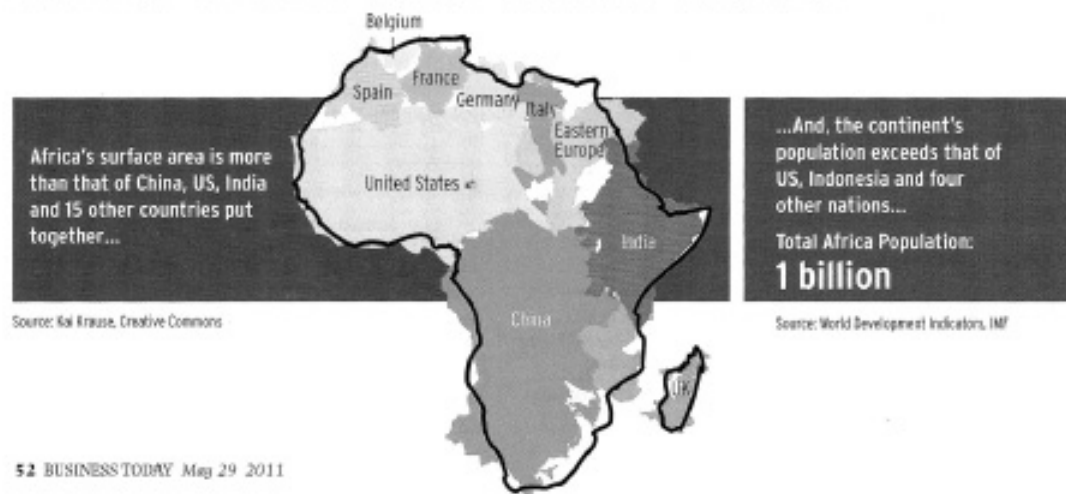 Belgium
Spain
France
Germany
Italy
Eastern
Europe
United States
India
China
UK
Africa's surface area is more
than that of China, US, India
and 15 other countries put
together...
Source: Kai Krause, Creative Commons
...And, the continent's
population exceeds that of
US, Indonesia and four
other nations...
Total Africa Population:
1 billion
Source: World Development Indicators, IMF
52 BUSINESS TODAY May 29 2011